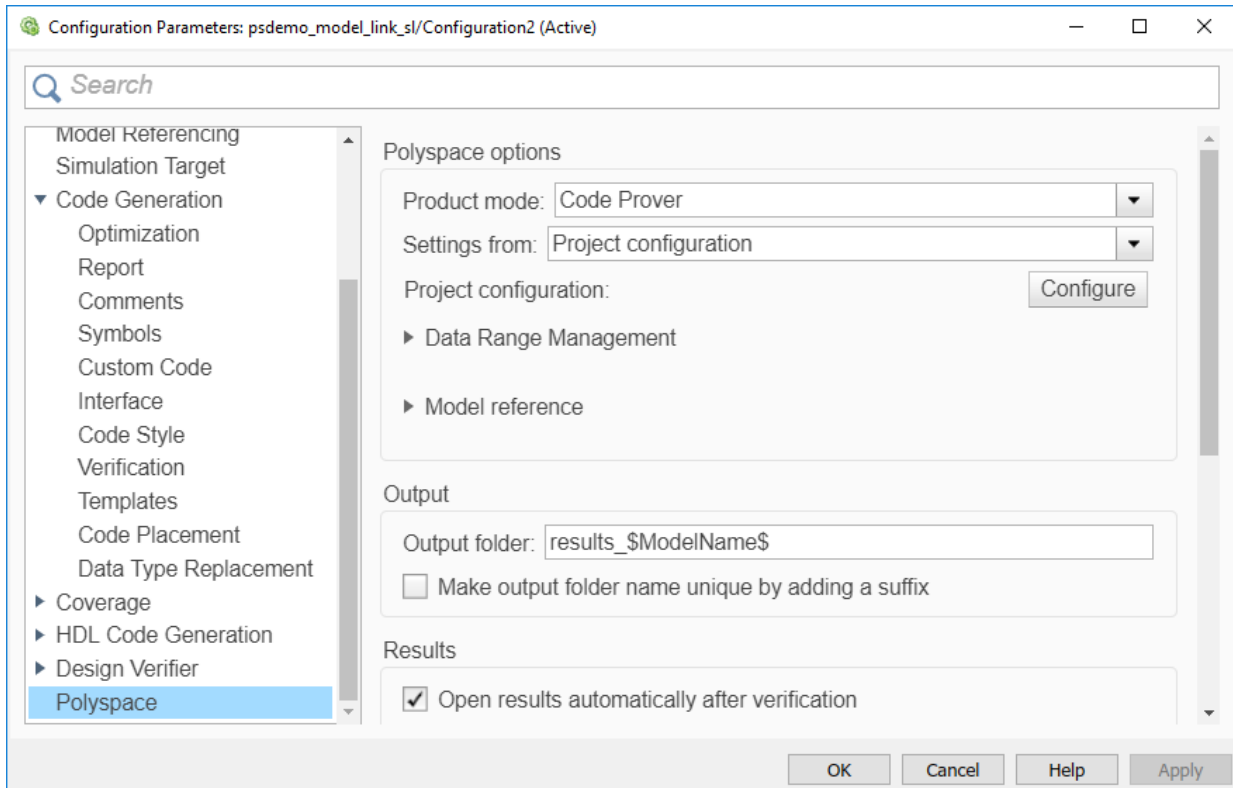 Configuration Parameters: psdemo_model_link_sl/Configuration2 (Active)
Search
Model Referencing
Simulation Target
Code Generation
Optimization
Report
Comments
Symbols
Custom Code
Interface
Code Style
Verification
Templates
Code Placement
Data Type Replacement
Coverage
HDL Code Generation
Design Verifier
Polyspace
Polyspace options
Product mode: Code Prover
Settings from: Project configuration
Project configuration: Configure
Data Range Management
Model reference
Output
Output folder: results_$ModelName$
Make output folder name unique by adding a suffix
Results
Open results automatically after verification
OK Cancel Help Apply